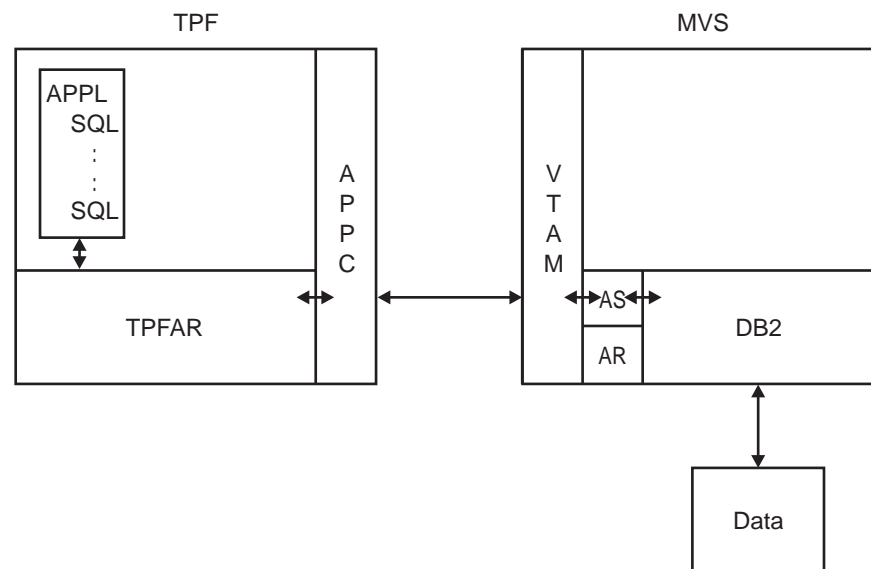 TPF
MVS
APPL
SQL
:
:
SQL
A
P
P
C
V
T
A
M
TPFAR
AS
AR
DB2
Data